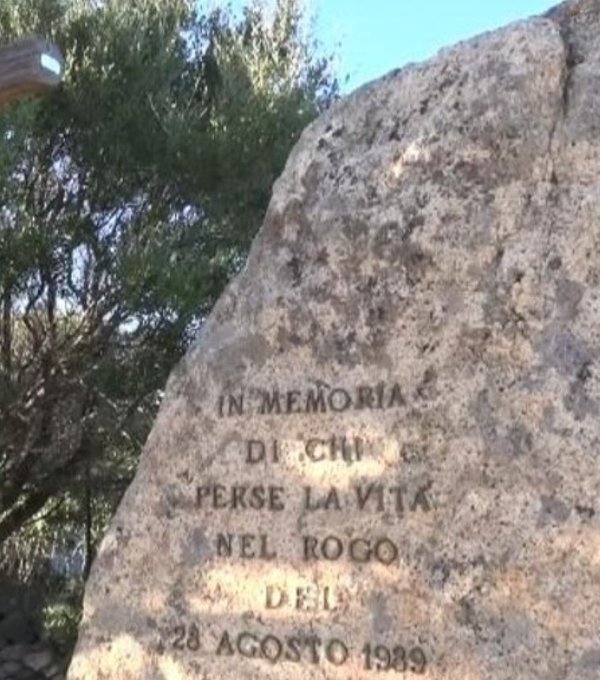 IN MEMORIA
DI CHI
PERSE LA VITA
NEL ROGO
DEL
28 AGOSTO 1989